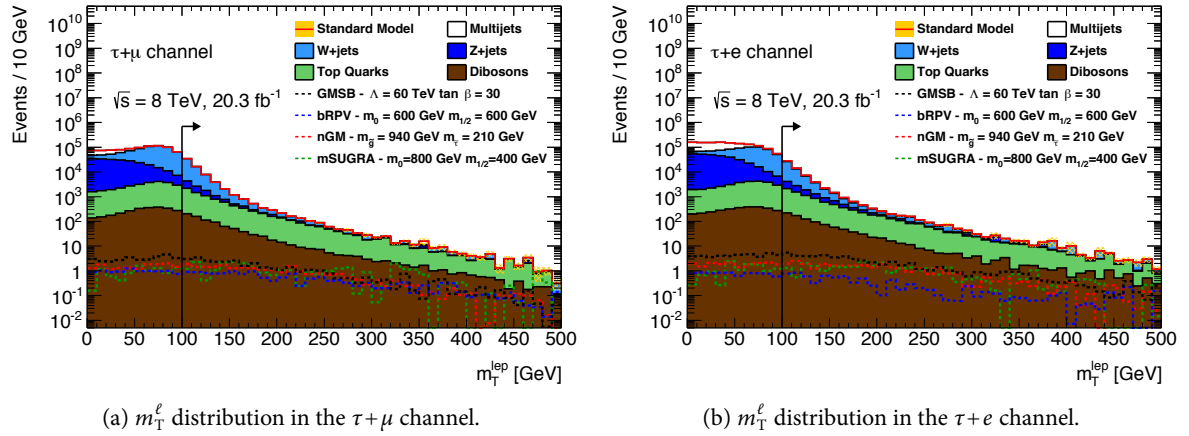 Events / 10 GeV
10¹⁰
10⁹
10⁸
10⁷
10⁶
10⁵
10⁴
10³
10²
10
1
10⁻¹
10⁻²
τ+μ channel
√s = 8 TeV, 20.3 fb⁻¹
Standard Model Multijets
W+jets Z+jets
Top Quarks Dibosons
GMSB - Λ = 60 TeV tan β = 30
bRPV - m₀ = 600 GeV m₁/₂ = 600 GeV
nGM - m_g̃ = 940 GeV m_τ̃ = 210 GeV
mSUGRA - m₀=800 GeV m₁/₂=400 GeV
0 50 100 150 200 250 300 350 400 450 500
m_T^lep [GeV]
(a) m_T^ℓ distribution in the τ+μ channel.
Events / 10 GeV
10¹⁰
10⁹
10⁸
10⁷
10⁶
10⁵
10⁴
10³
10²
10
1
10⁻¹
10⁻²
τ+e channel
√s = 8 TeV, 20.3 fb⁻¹
Standard Model Multijets
W+jets Z+jets
Top Quarks Dibosons
GMSB - Λ = 60 TeV tan β = 30
bRPV - m₀ = 600 GeV m₁/₂ = 600 GeV
nGM - m_g̃ = 940 GeV m_τ̃ = 210 GeV
mSUGRA - m₀=800 GeV m₁/₂=400 GeV
0 50 100 150 200 250 300 350 400 450 500
m_T^lep [GeV]
(b) m_T^ℓ distribution in the τ+e channel.